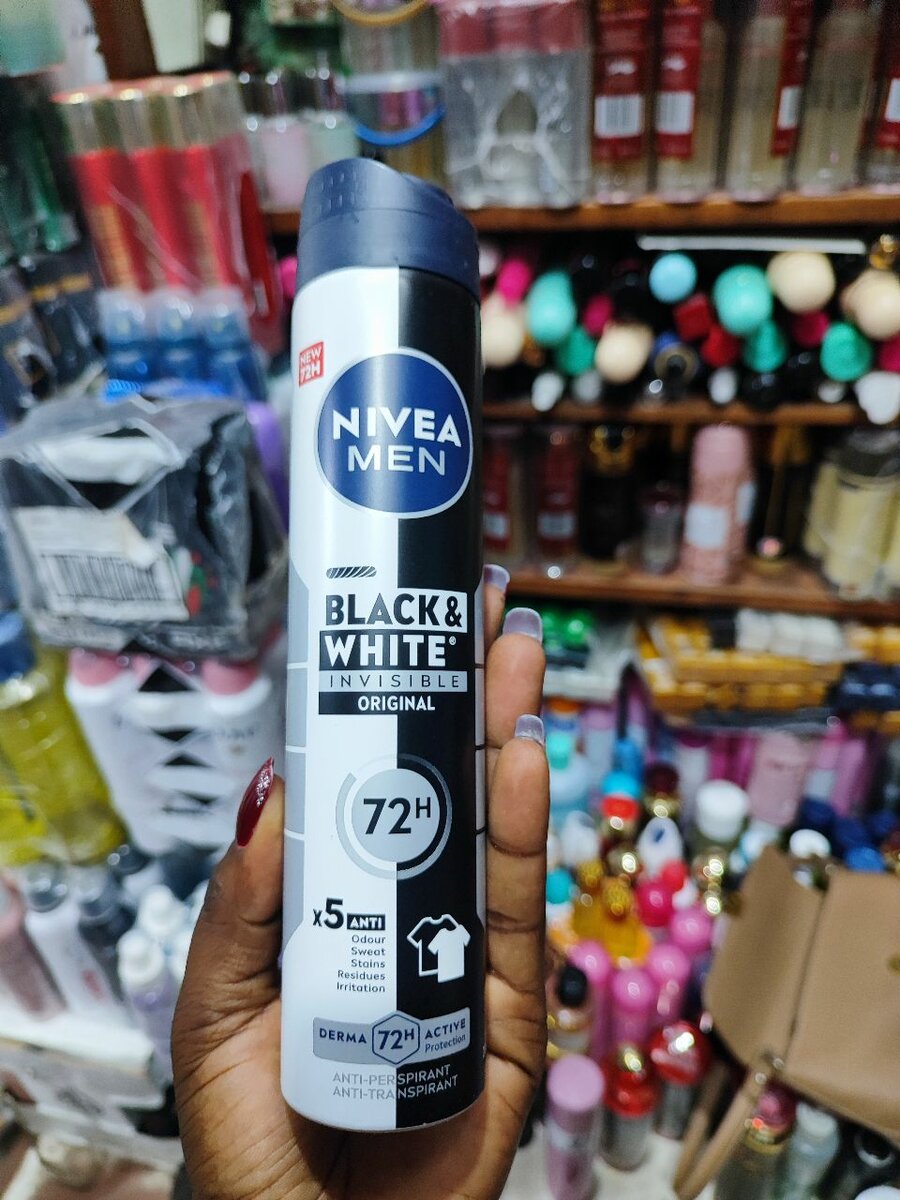 NEW
72H
NIVEA
MEN
BLACK&
WHITE®
INVISIBLE
ORIGINAL
72H
x5 ANTI
Odour
Sweat
Stains
Residues
Irritation
DERMA 72H ACTIVE
Protection
ANTI-PERSPIRANT
ANTI-TRANSPIRANT